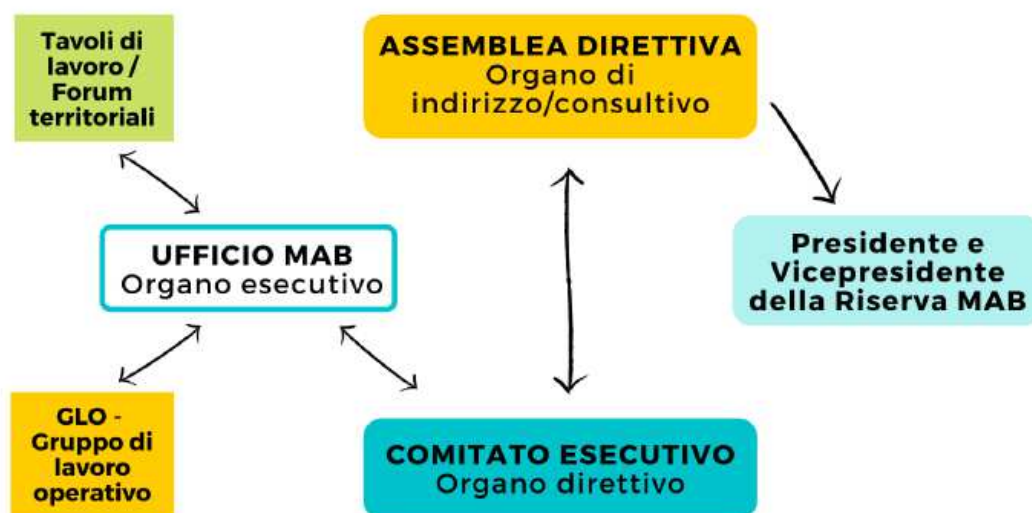 Tavoli di
lavoro /
Forum
territoriali
ASSEMBLEA DIRETTIVA
Organo di
indirizzo/consultivo
UFFICIO MAB
Organo esecutivo
Presidente e
Vicepresidente
della Riserva MAB
GLO -
Gruppo di
lavoro
operativo
COMITATO ESECUTIVO
Organo direttivo